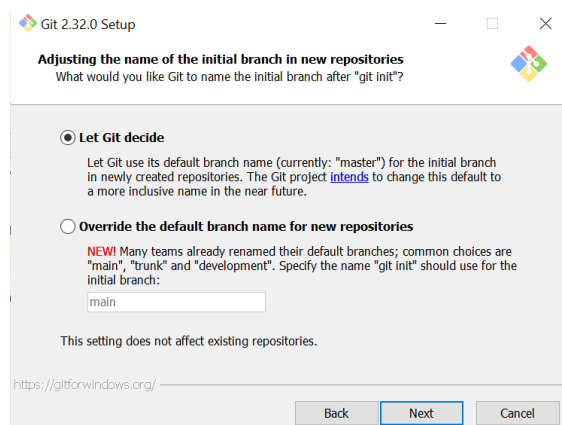 Git 2.32.0 Setup
Adjusting the name of the initial branch in new repositories
What would you like Git to name the initial branch after "git init"?
Let Git decide
Let Git use its default branch name (currently: "master") for the initial branch
in newly created repositories. The Git project intends to change this default to
a more inclusive name in the near future.
Override the default branch name for new repositories
NEW! Many teams already renamed their default branches; common choices are
"main", "trunk" and "development". Specify the name "git init" should use for the
initial branch:
main
This setting does not affect existing repositories.
https://gitforwindows.org/
Back Next Cancel